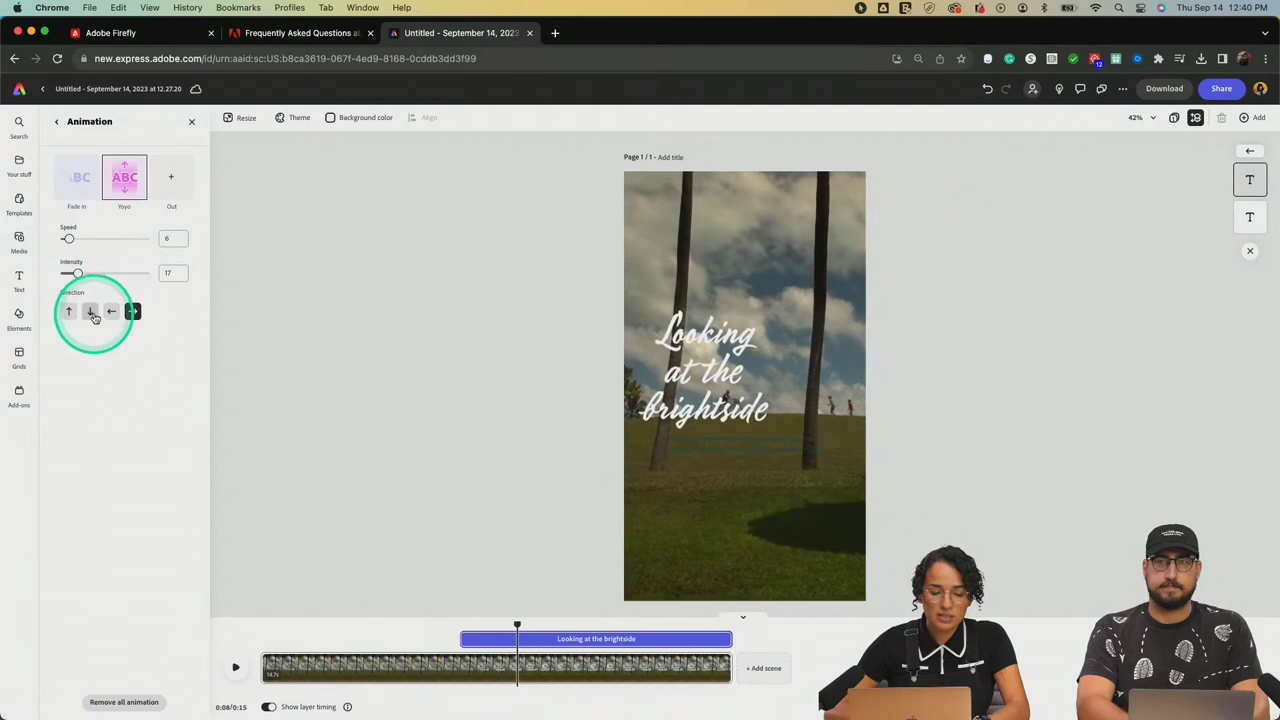 Chrome File Edit View History Bookmarks Profiles Tab Window Help
Thu Sep 14 12:40 PM
Adobe Firefly
Frequently Asked Questions a
Untitled - September 14, 2023
new.express.adobe.com/id/urn:aaid:sc:US:b8ca3619-067f-4ed9-8168-0cddb3dd3f99
12
Untitled - September 14, 2023 at 12.27.20
Download
Share
Search
Your stuff
Templates
Media
Text
Elements
Grids
Add-ons
Animation
ABC
ABC
Fade in
Yoyo
Out
Speed
6
Intensity
17
Direction
Remove all animation
Resize
Theme
Background color
Align
42%
Add
Page 1 / 1 - Add title
Looking
at the
brightside
T
T
Looking at the brightside
14.7s
+ Add scene
0:08/0:15
Show layer timing